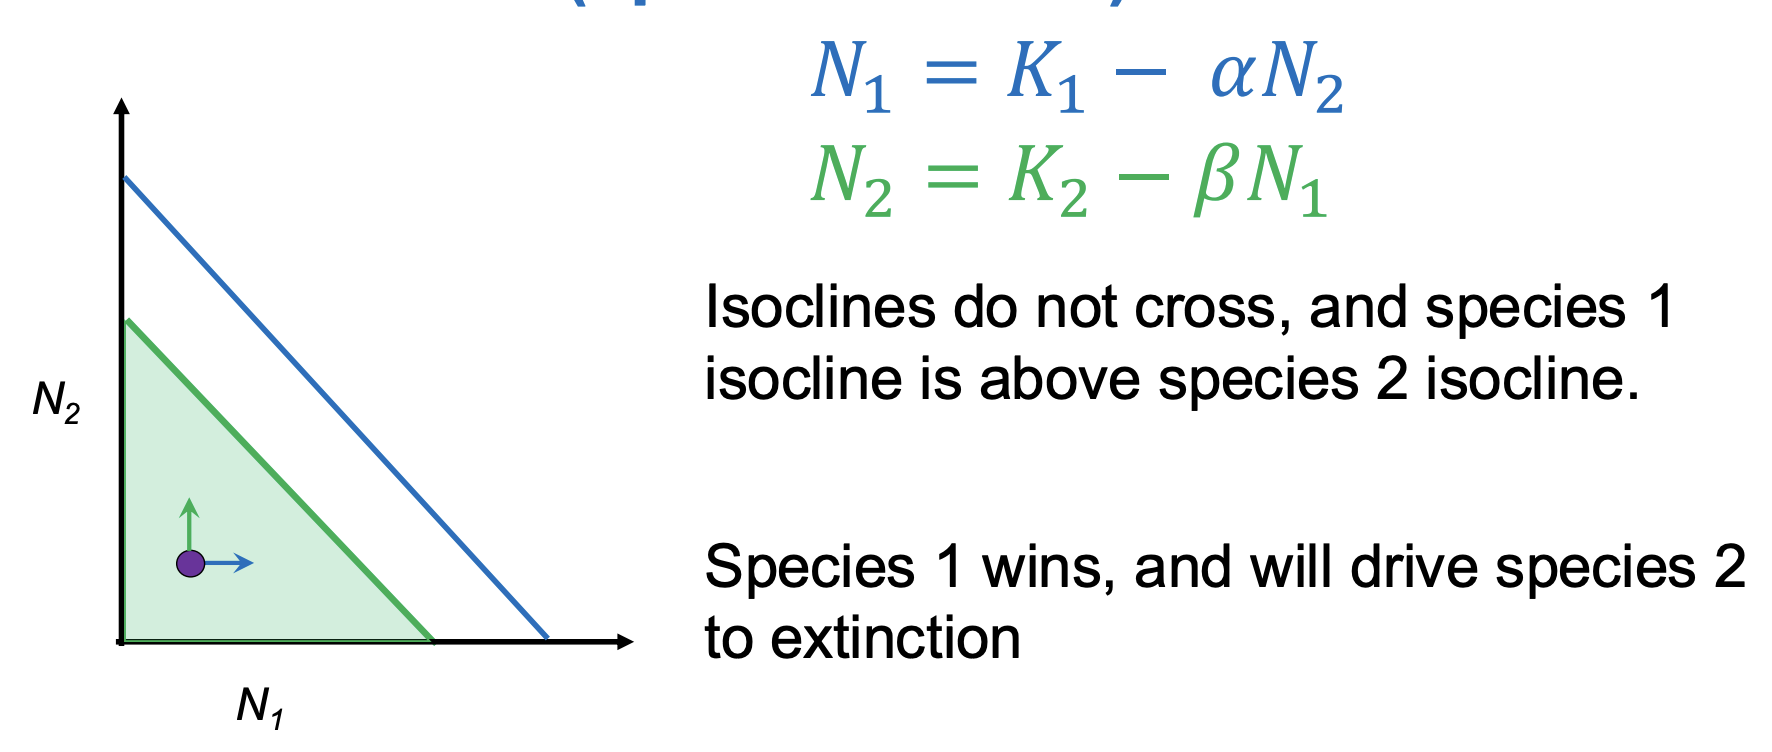 N₁ = K₁ − αN₂
N₂ = K₂ − βN₁
Isoclines do not cross, and species 1
isocline is above species 2 isocline.
N₂
Species 1 wins, and will drive species 2
to extinction
N₁